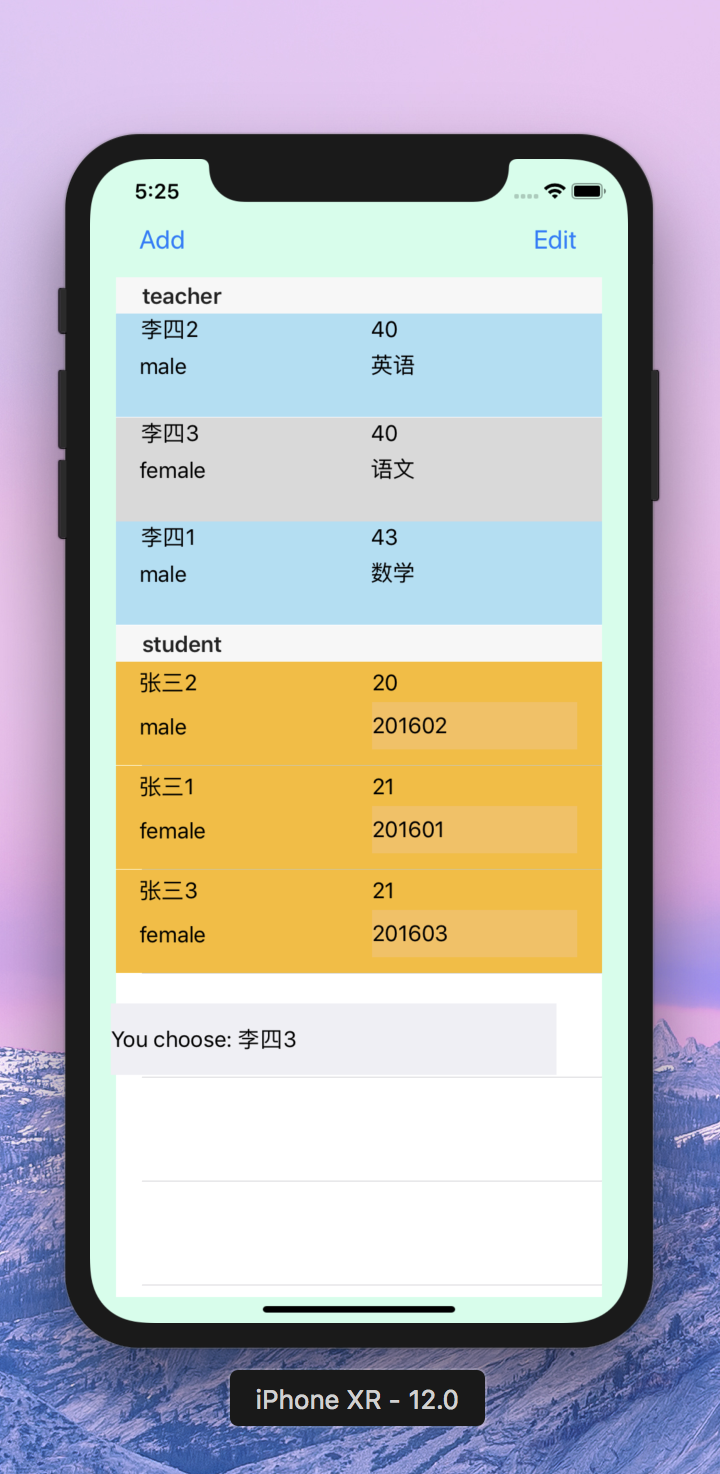 5:25
Add Edit
teacher
李四2 40
male 英语
李四3 40
female 语文
李四1 43
male 数学
student
张三2 20
male 201602
张三1 21
female 201601
张三3 21
female 201603
You choose: 李四3
iPhone XR - 12.0